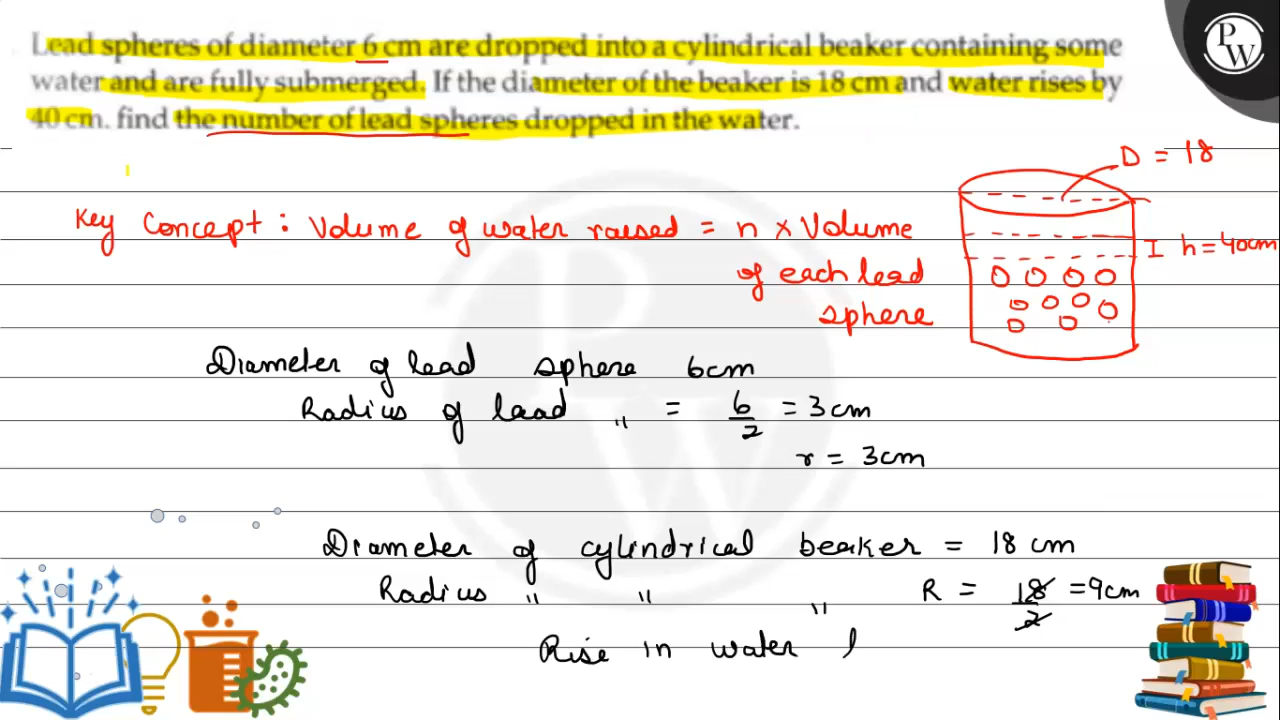 Lead spheres of diameter 6 cm are dropped into a cylindrical beaker containing some
water and are fully submerged. If the diameter of the beaker is 18 cm and water rises by
40 cm. find the number of lead spheres dropped in the water.
PW
D = 18
Key Concept : Volume of water raised = n × Volume
of each lead
sphere
I h = 40cm
Diameter of lead sphere 6cm
Radius of laad " = 6/2 = 3cm
r = 3cm
Diameter of cylindrical beaker = 18 cm
Radius " " " R = 18/2 = 9cm
Rise in water l
PW